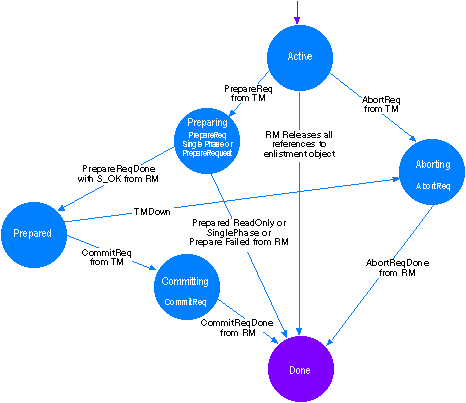 Active
PrepareReq
from TM
AbortReq
from TM
Preparing
PrepareReq
Single Phase or
PrepareRequest
RM Releases all
references to
enlistment object
Aborting
AbortReq
PrepareReqDone
with S_OK from RM
TMDown
Prepared
Prepared ReadOnly or
SinglePhase or
Prepare Failed from RM
CommitReq
from TM
Committing
CommitReq
AbortReqDone
from RM
CommitReqDone
from RM
Done